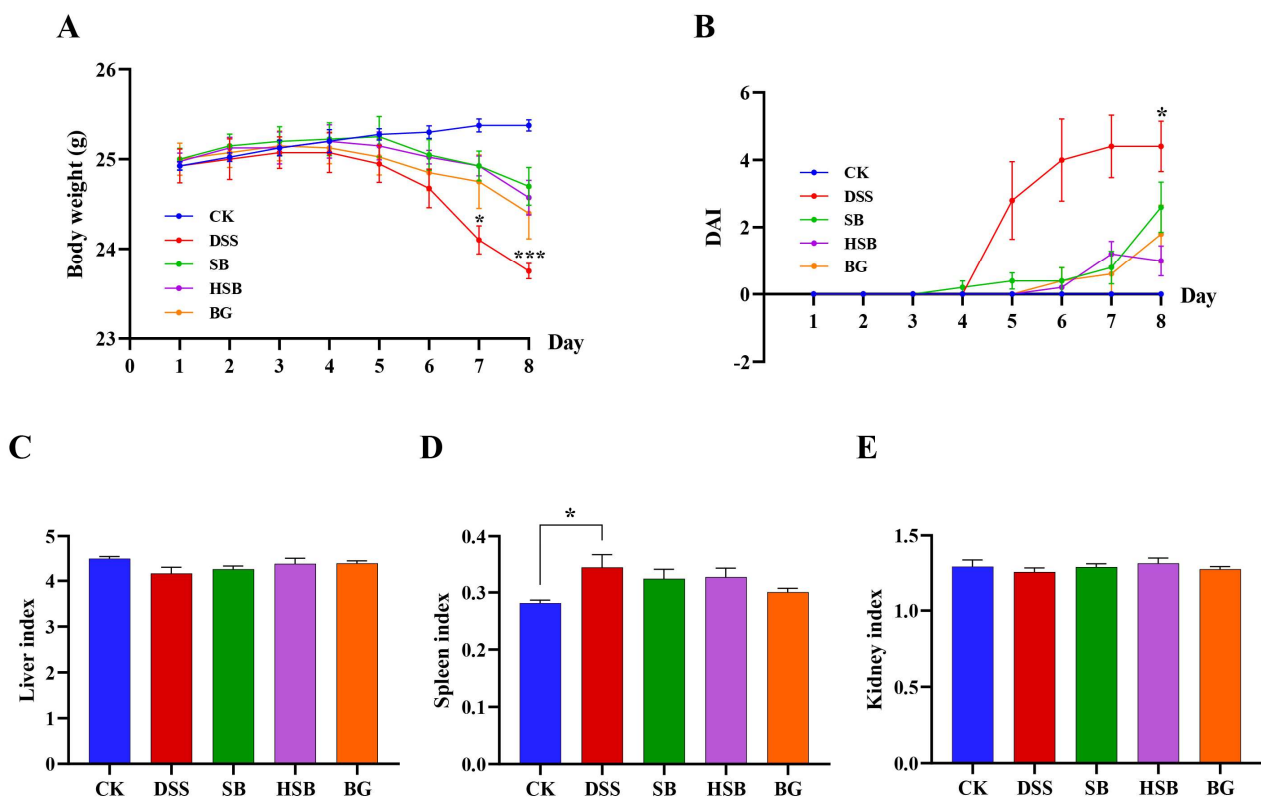 A
B
26
25
24
23
Body weight (g)
CK
DSS
SB
HSB
BG
*
***
0 1 2 3 4 5 6 7 8
Day
6
4
2
0
-2
DAI
CK
DSS
SB
HSB
BG
*
1 2 3 4 5 6 7 8
Day
C
D
E
5
4
3
2
1
0
Liver index
CK DSS SB HSB BG
0.4
0.3
0.2
0.1
0.0
Spleen index
*
CK DSS SB HSB BG
1.5
1.0
0.5
0.0
Kidney index
CK DSS SB HSB BG